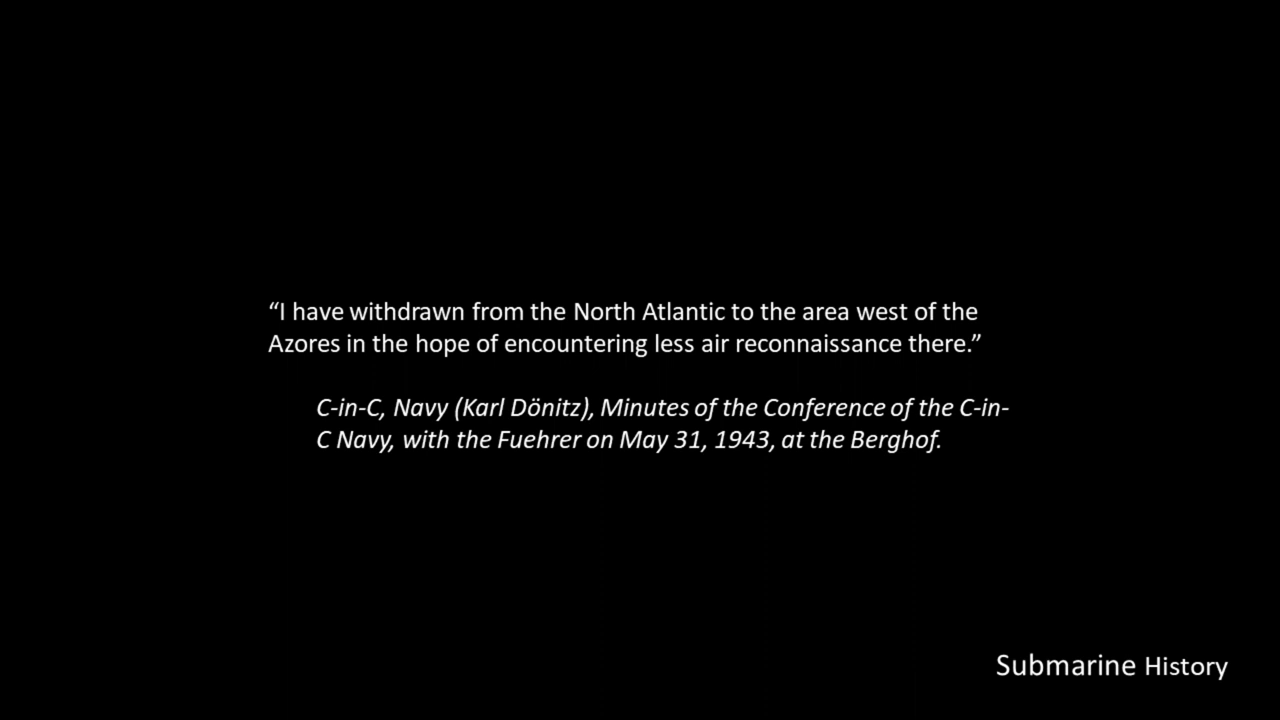 “I have withdrawn from the North Atlantic to the area west of the
Azores in the hope of encountering less air reconnaissance there.”
C-in-C, Navy (Karl Dönitz), Minutes of the Conference of the C-in-
C Navy, with the Fuehrer on May 31, 1943, at the Berghof.
Submarine History